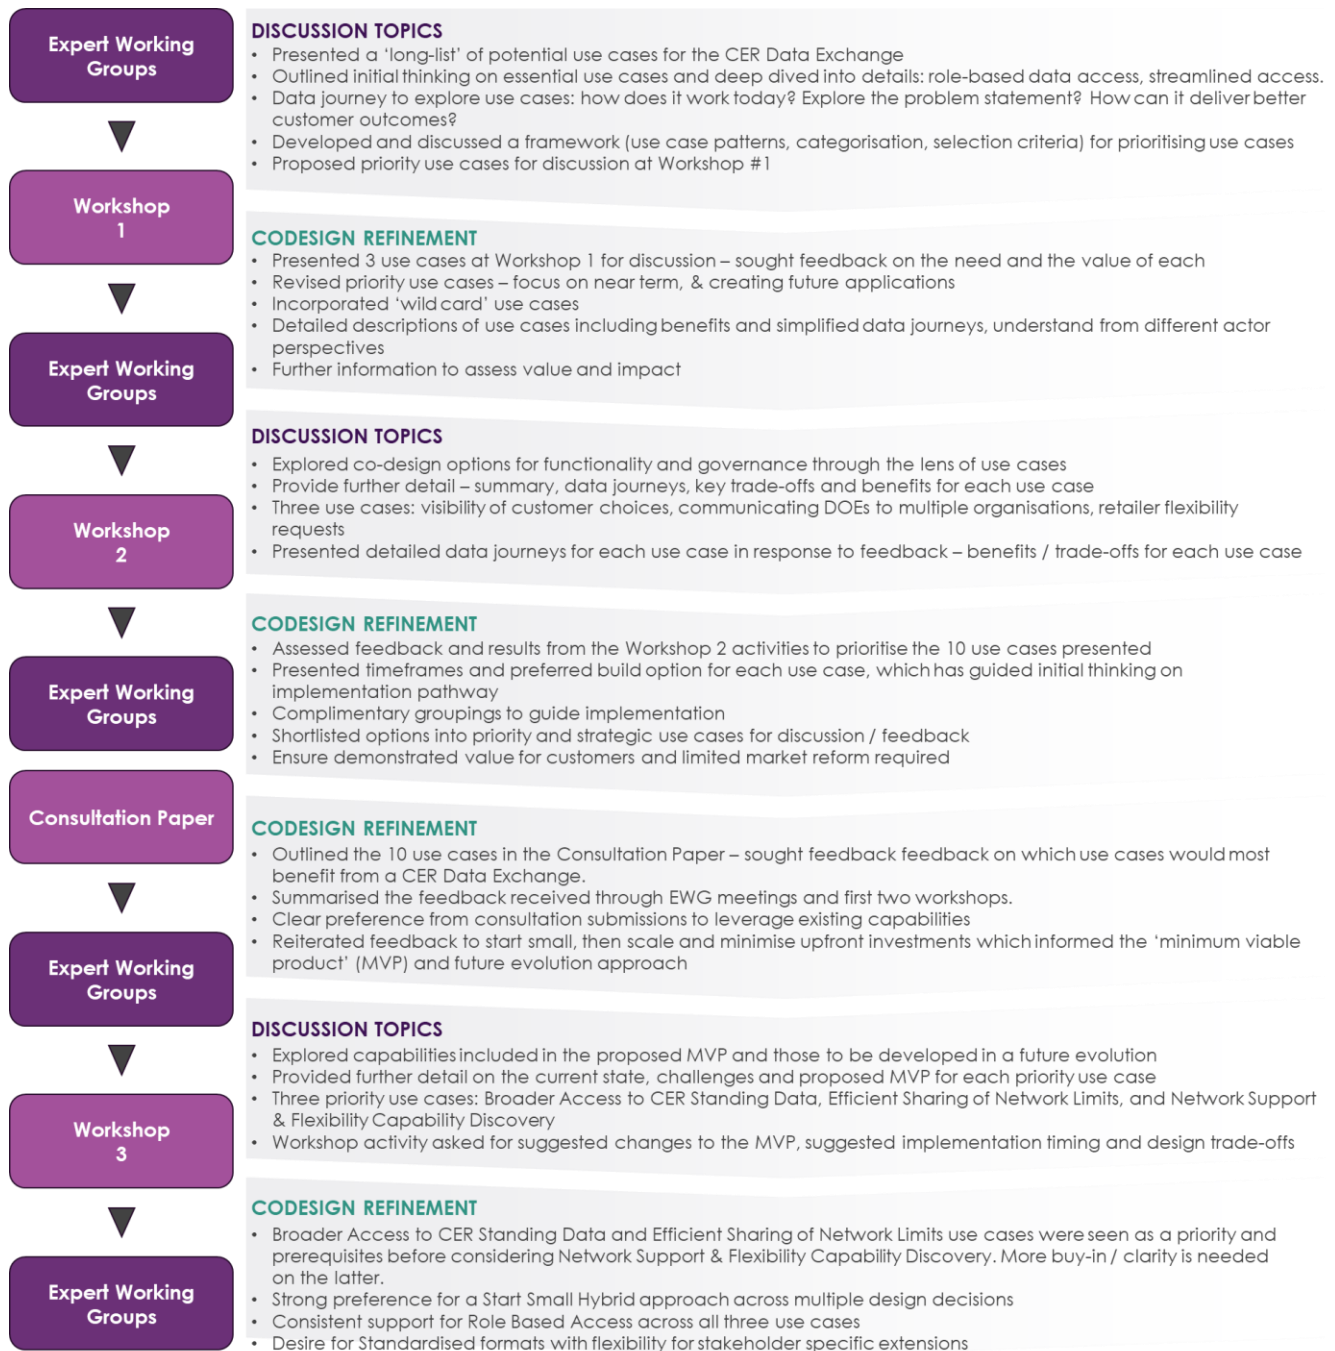 Expert Working
Groups
DISCUSSION TOPICS
• Presented a ‘long-list’ of potential use cases for the CER Data Exchange
• Outlined initial thinking on essential use cases and deep dived into details: role-based data access, streamlined access.
• Data journey to explore use cases: how does it work today? Explore the problem statement? How can it deliver better
customer outcomes?
• Developed and discussed a framework (use case patterns, categorisation, selection criteria) for prioritising use cases
• Proposed priority use cases for discussion at Workshop #1
Workshop
1
CODESIGN REFINEMENT
• Presented 3 use cases at Workshop 1 for discussion – sought feedback on the need and the value of each
• Revised priority use cases – focus on near term, & creating future applications
• Incorporated ‘wild card’ use cases
• Detailed descriptions of use cases including benefits and simplified data journeys, understand from different actor
perspectives
• Further information to assess value and impact
Expert Working
Groups
DISCUSSION TOPICS
• Explored co-design options for functionality and governance through the lens of use cases
• Provide further detail – summary, data journeys, key trade-offs and benefits for each use case
• Three use cases: visibility of customer choices, communicating DOEs to multiple organisations, retailer flexibility
requests
• Presented detailed data journeys for each use case in response to feedback – benefits / trade-offs for each use case
Workshop
2
CODESIGN REFINEMENT
• Assessed feedback and results from the Workshop 2 activities to prioritise the 10 use cases presented
• Presented timeframes and preferred build option for each use case, which has guided initial thinking on
implementation pathway
• Complimentary groupings to guide implementation
• Shortlisted options into priority and strategic use cases for discussion / feedback
• Ensure demonstrated value for customers and limited market reform required
Expert Working
Groups
Consultation Paper
CODESIGN REFINEMENT
• Outlined the 10 use cases in the Consultation Paper – sought feedback feedback on which use cases would most
benefit from a CER Data Exchange.
• Summarised the feedback received through EWG meetings and first two workshops.
• Clear preference from consultation submissions to leverage existing capabilities
• Reiterated feedback to start small, then scale and minimise upfront investments which informed the ‘minimum viable
product’ (MVP) and future evolution approach
Expert Working
Groups
DISCUSSION TOPICS
• Explored capabilities included in the proposed MVP and those to be developed in a future evolution
• Provided further detail on the current state, challenges and proposed MVP for each priority use case
• Three priority use cases: Broader Access to CER Standing Data, Efficient Sharing of Network Limits, and Network Support
& Flexibility Capability Discovery
• Workshop activity asked for suggested changes to the MVP, suggested implementation timing and design trade-offs
Workshop
3
CODESIGN REFINEMENT
• Broader Access to CER Standing Data and Efficient Sharing of Network Limits use cases were seen as a priority and
prerequisites before considering Network Support & Flexibility Capability Discovery. More buy-in / clarity is needed
on the latter.
• Strong preference for a Start Small Hybrid approach across multiple design decisions
• Consistent support for Role Based Access across all three use cases
• Desire for Standardised formats with flexibility for stakeholder specific extensions
Expert Working
Groups